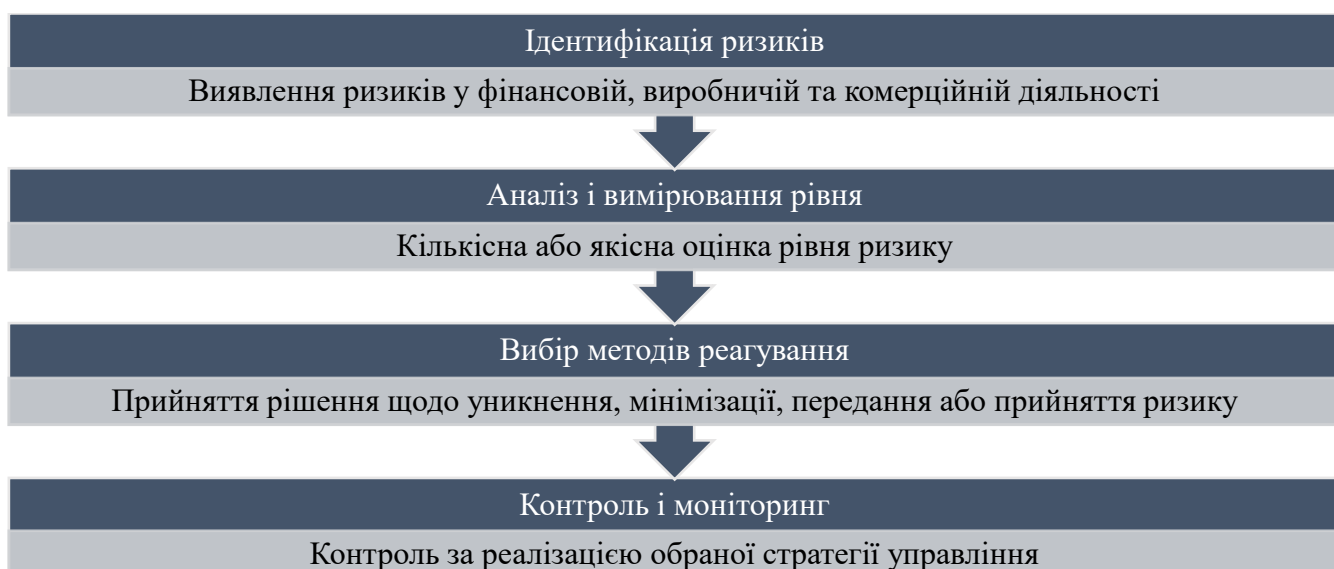 Ідентифікація ризиків
Виявлення ризиків у фінансовій, виробничій та комерційній діяльності
Аналіз і вимірювання рівня
Кількісна або якісна оцінка рівня ризику
Вибір методів реагування
Прийняття рішення щодо уникнення, мінімізації, передання або прийняття ризику
Контроль і моніторинг
Контроль за реалізацією обраної стратегії управління